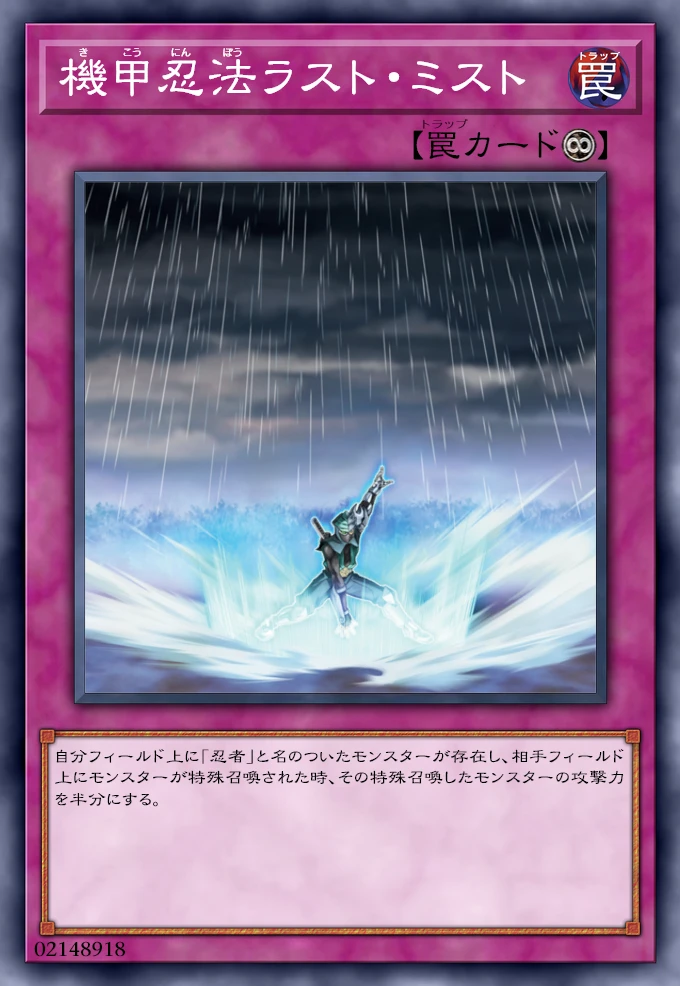 機甲忍法ラスト・ミスト
き こう にん ぽう
罠
トラップ
【罠カード】
トラップ
自分フィールド上に「忍者」と名のついたモンスターが存在し、相手フィールド
上にモンスターが特殊召喚された時、その特殊召喚したモンスターの攻撃力
を半分にする。
02148918